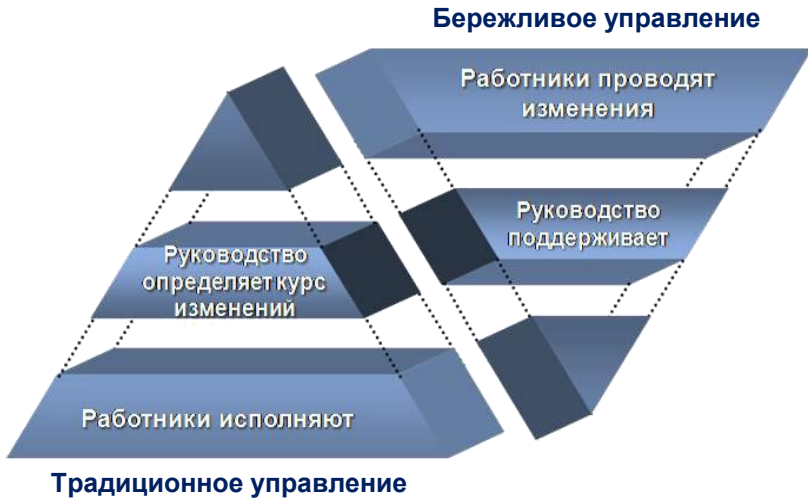 Бережливое управление
Работники проводят
изменения
Руководство
поддерживает
Руководство
определяет курс
изменений
Работники исполняют
Традиционное управление